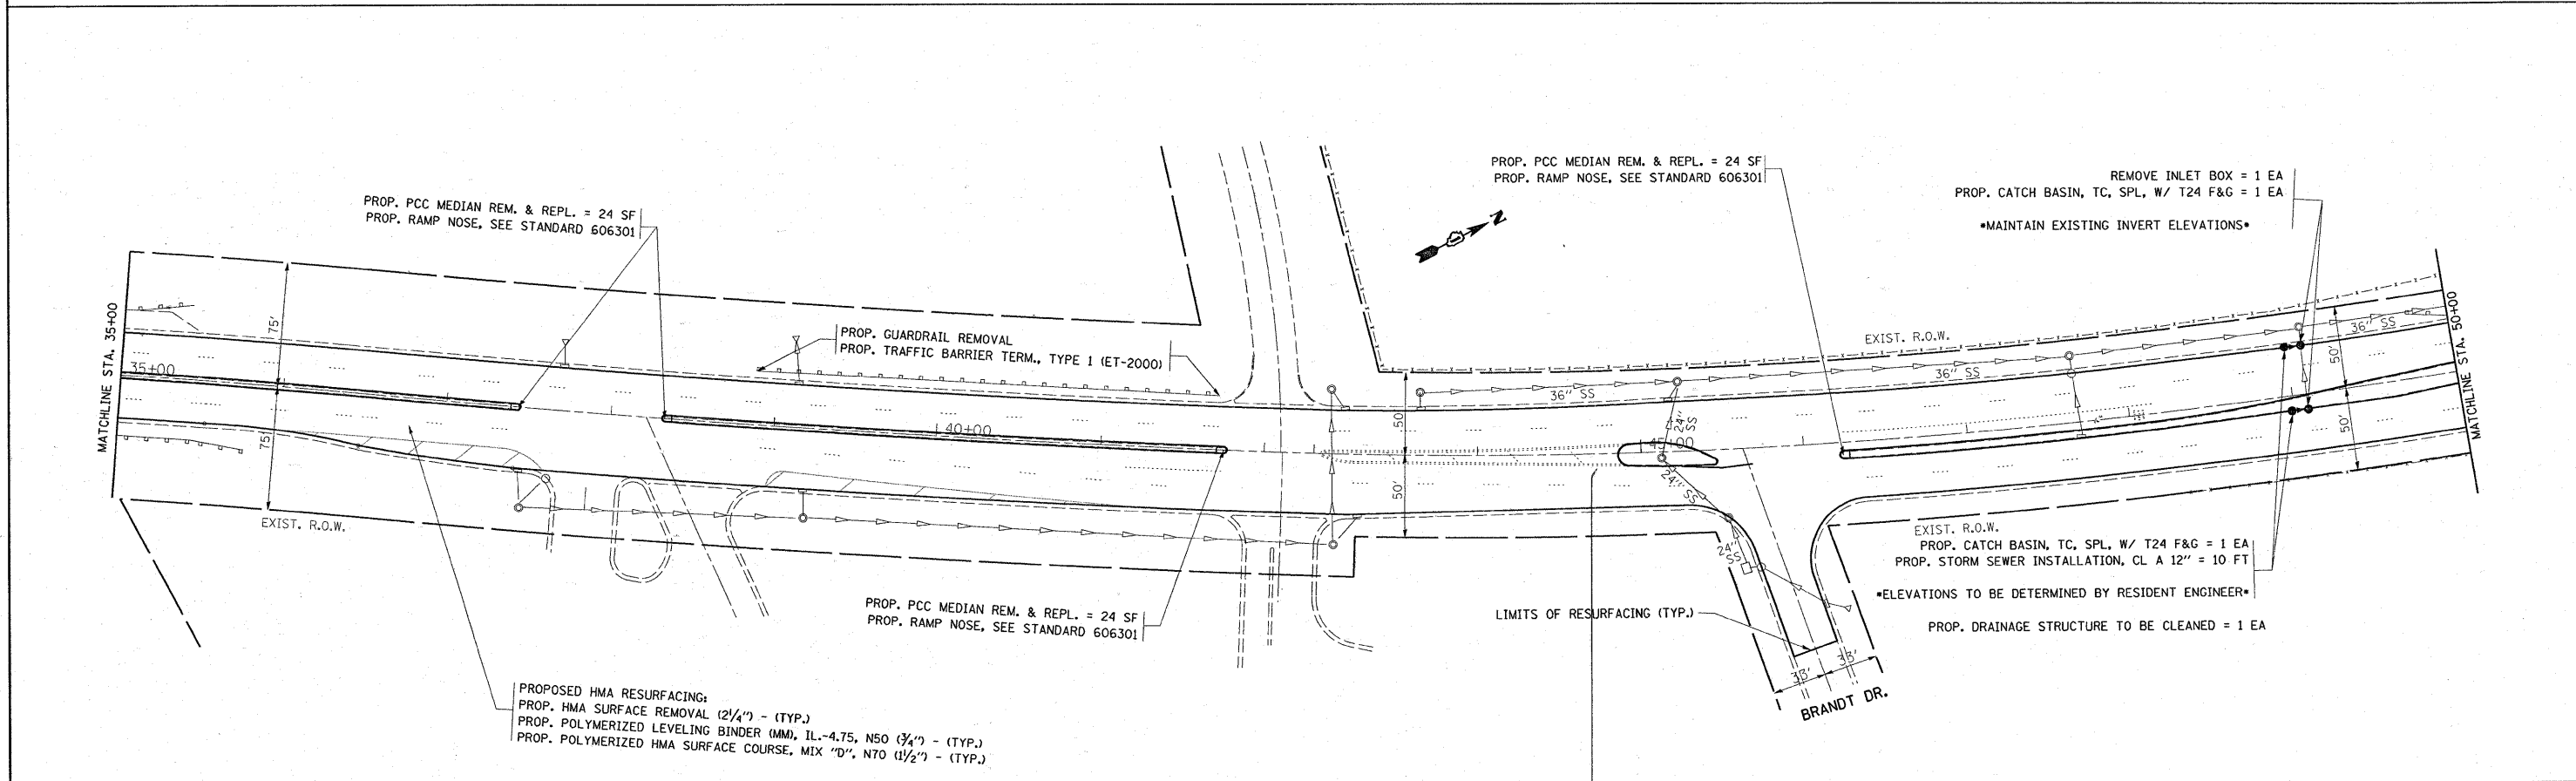 PROP. PCC MEDIAN REM. & REPL. = 24 SF
PROP. RAMP NOSE, SEE STANDARD 606301
PROP. PCC MEDIAN REM. & REPL. = 24 SF
PROP. RAMP NOSE, SEE STANDARD 606301
REMOVE INLET BOX = 1 EA
PROP. CATCH BASIN, TC, SPL, W/ T24 F&G = 1 EA
*MAINTAIN EXISTING INVERT ELEVATIONS*
N
MATCHLINE STA. 35+00
75'
75'
35+00
EXIST. R.O.W.
PROP. GUARDRAIL REMOVAL
PROP. TRAFFIC BARRIER TERM., TYPE 1 (ET-2000)
40+00
50'
50'
36" SS
24" SS
45+00
24" SS
24" SS
36" SS
EXIST. R.O.W.
36" SS
50'
50'
MATCHLINE STA. 50+00
EXIST. R.O.W.
PROP. CATCH BASIN, TC, SPL, W/ T24 F&G = 1 EA
PROP. STORM SEWER INSTALLATION, CL A 12" = 10 FT
*ELEVATIONS TO BE DETERMINED BY RESIDENT ENGINEER*
PROP. DRAINAGE STRUCTURE TO BE CLEANED = 1 EA
PROP. PCC MEDIAN REM. & REPL. = 24 SF
PROP. RAMP NOSE, SEE STANDARD 606301
LIMITS OF RESURFACING (TYP.)
33'
33'
BRANDT DR.
PROPOSED HMA RESURFACING:
PROP. HMA SURFACE REMOVAL (2 1/4") - (TYP.)
PROP. POLYMERIZED LEVELING BINDER (MM), IL.-4.75, N50 (3/4") - (TYP.)
PROP. POLYMERIZED HMA SURFACE COURSE, MIX "D", N70 (1 1/2") - (TYP.)